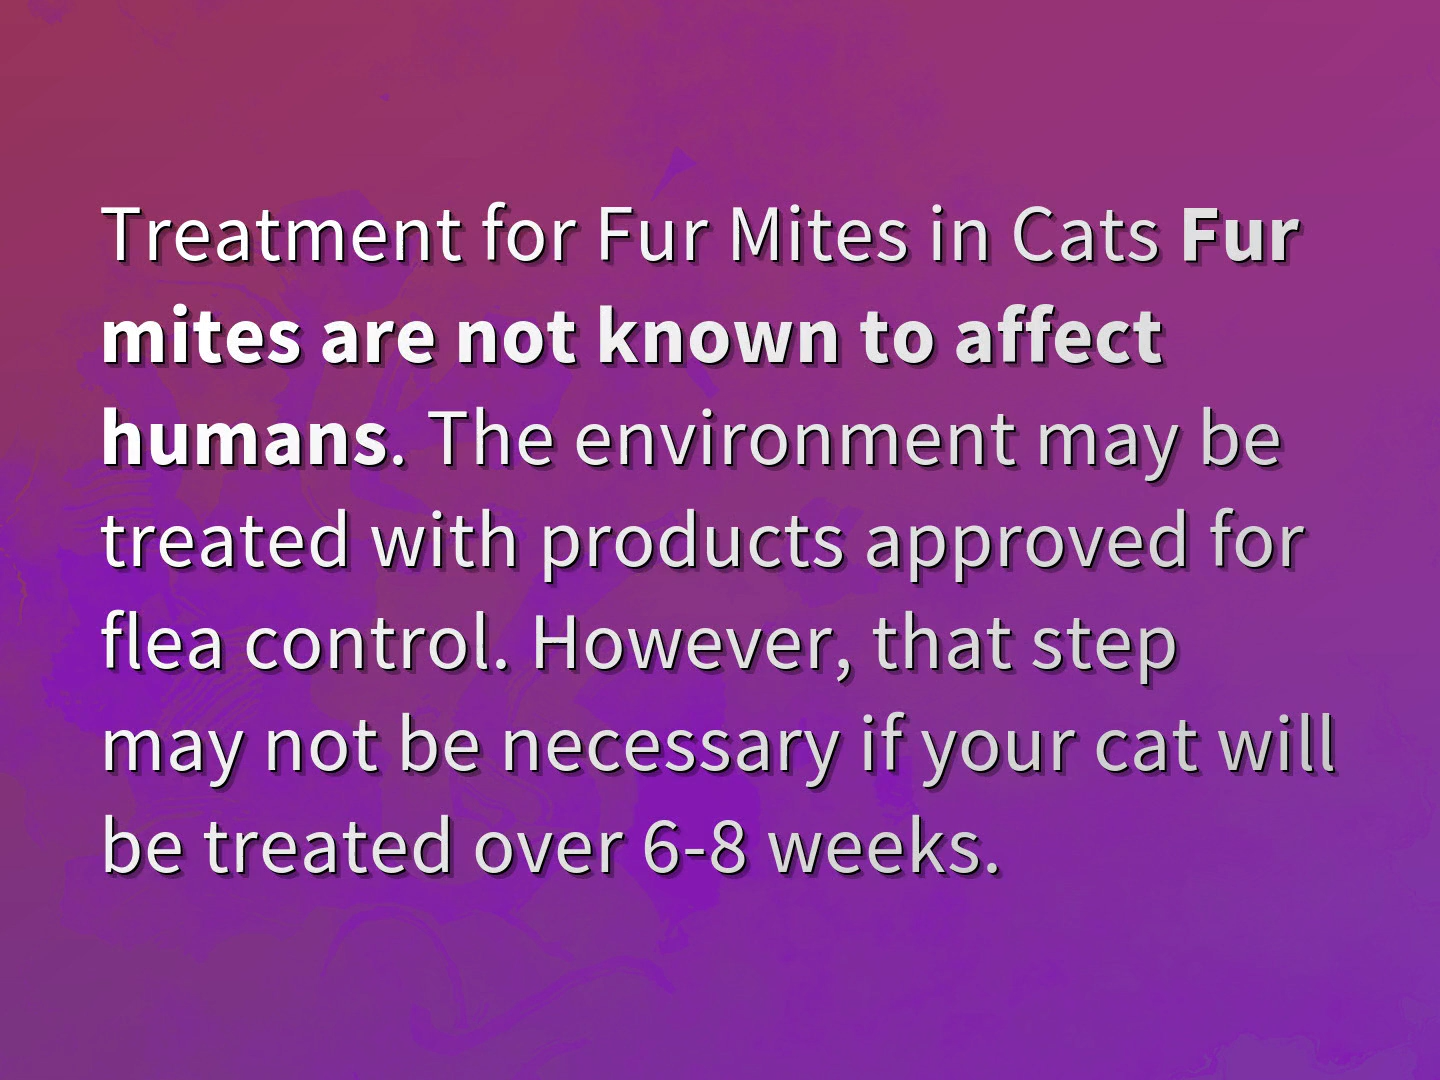 Treatment for Fur Mites in Cats Fur
mites are not known to affect
humans. The environment may be
treated with products approved for
flea control. However, that step
may not be necessary if your cat will
be treated over 6-8 weeks.